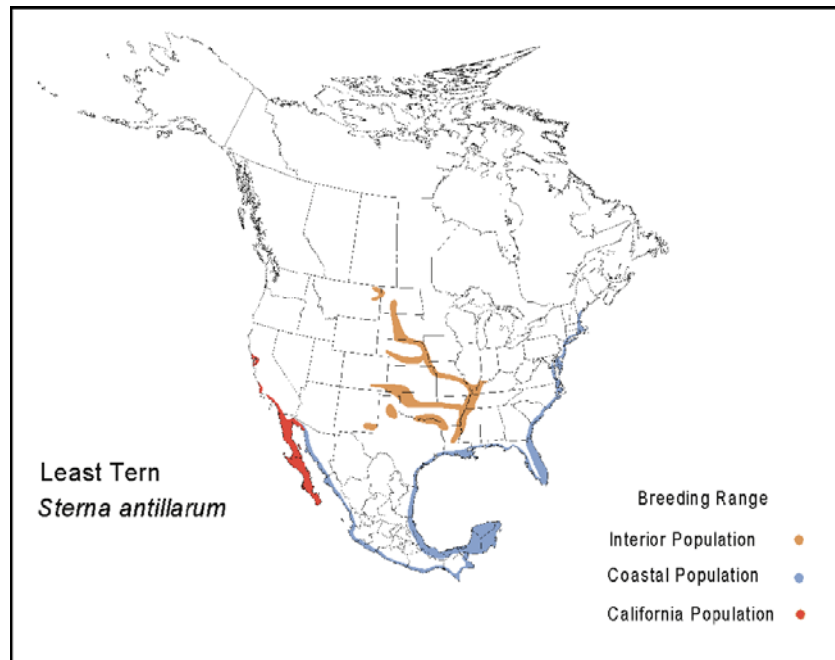 Least Tern
Sterna antillarum
Breeding Range
Interior Population
Coastal Population
California Population